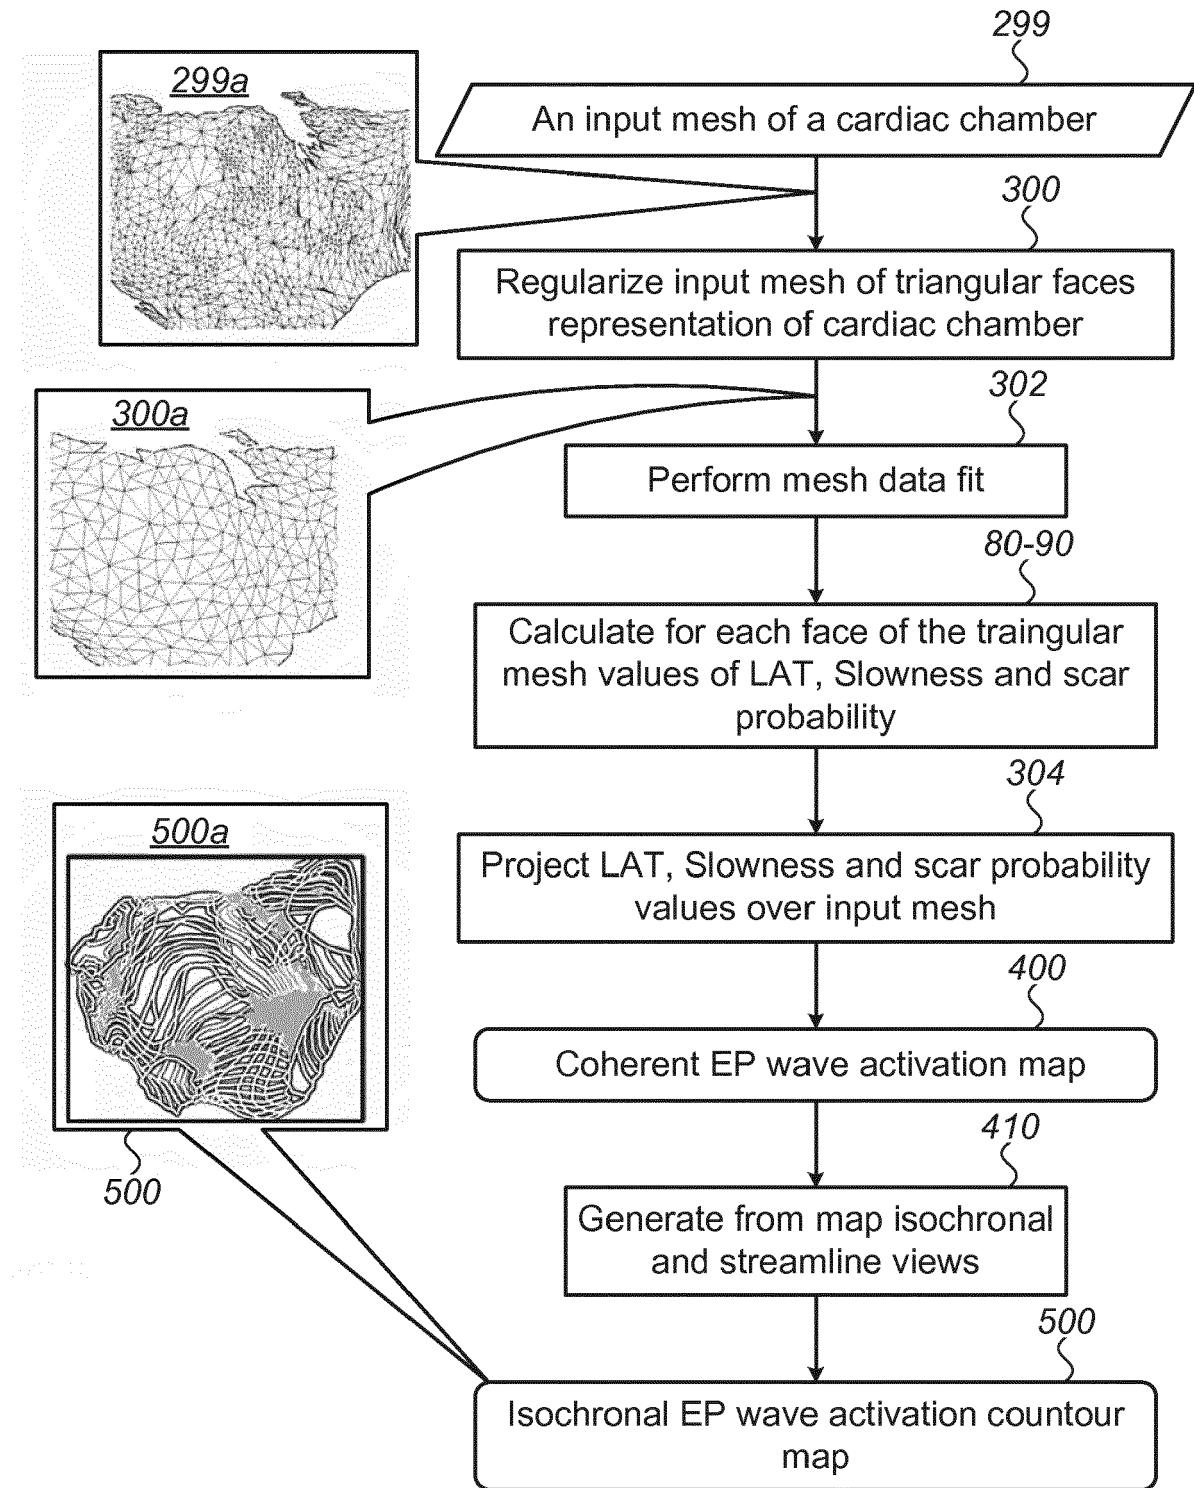 299
299a
An input mesh of a cardiac chamber
300
Regularize input mesh of triangular faces
representation of cardiac chamber
302
300a
Perform mesh data fit
80-90
Calculate for each face of the traingular
mesh values of LAT, Slowness and scar
probability
304
500a
Project LAT, Slowness and scar probability
values over input mesh
400
Coherent EP wave activation map
410
500
Generate from map isochronal
and streamline views
500
Isochronal EP wave activation countour
map